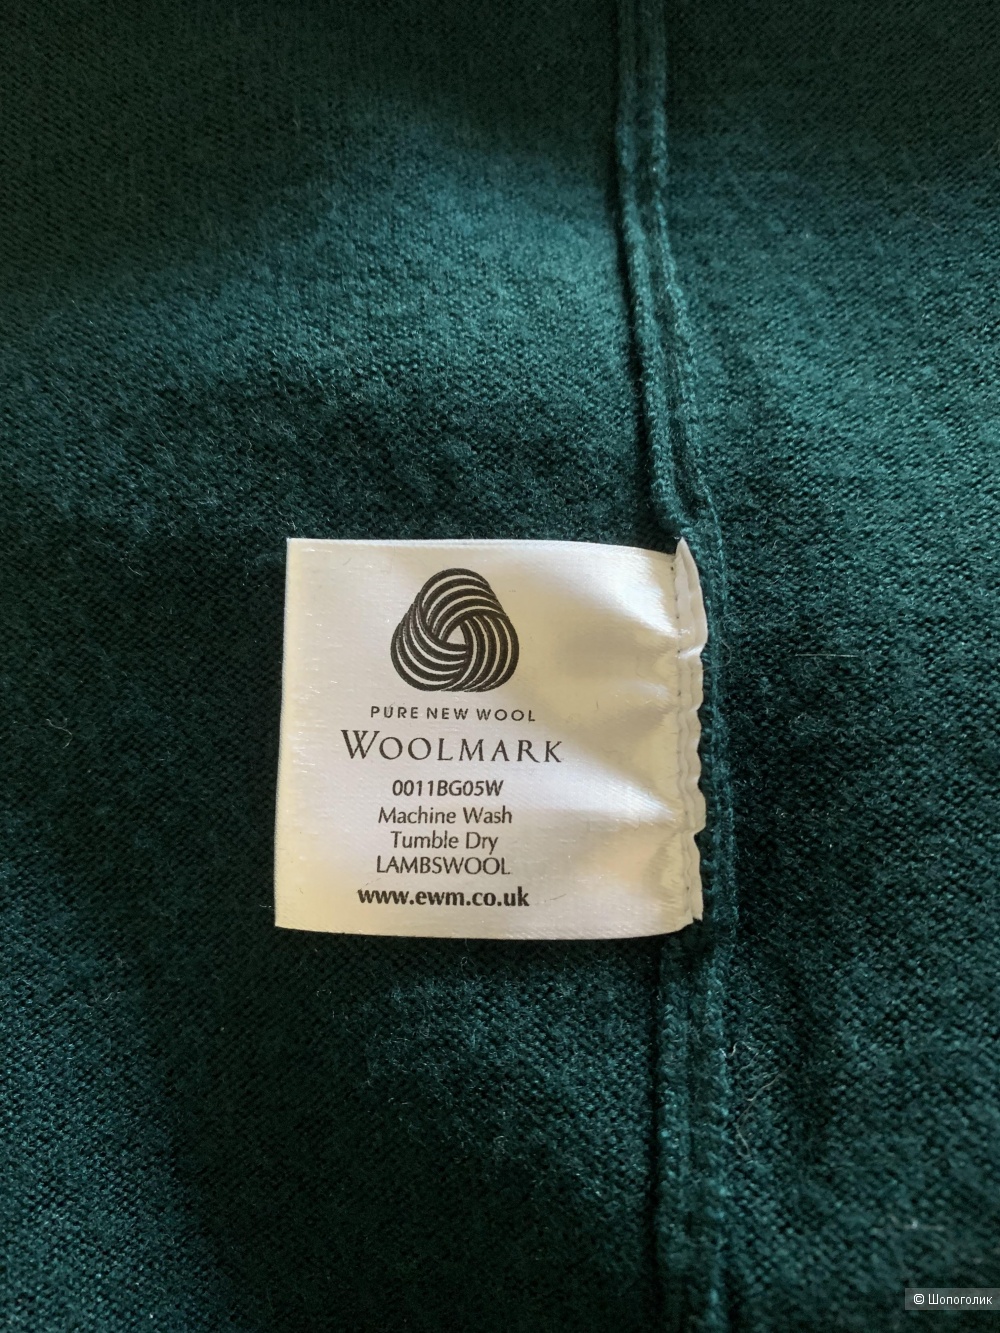 PURE NEW WOOL
WOOLMARK
0011BG05W
Machine Wash
Tumble Dry
LAMBSWOOL
www.ewm.co.uk
© Шопоголик